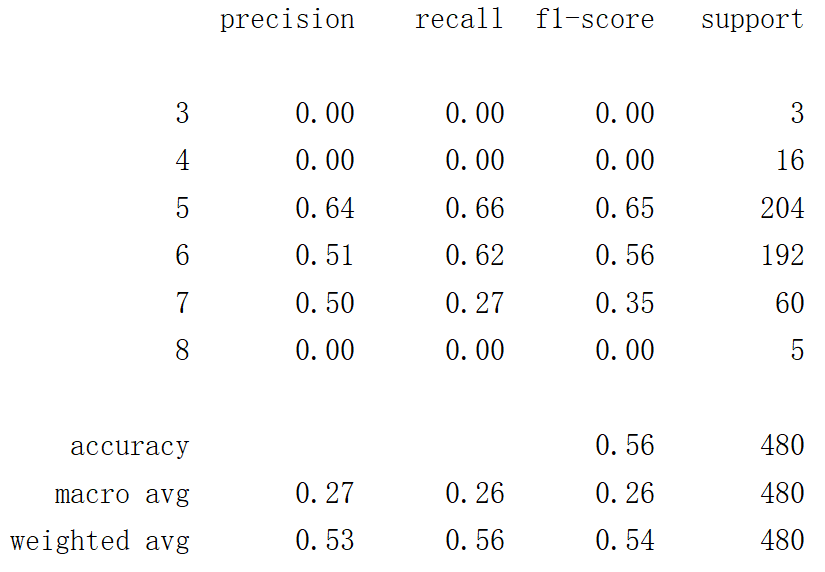 precision recall f1-score support
3 0.00 0.00 0.00 3
4 0.00 0.00 0.00 16
5 0.64 0.66 0.65 204
6 0.51 0.62 0.56 192
7 0.50 0.27 0.35 60
8 0.00 0.00 0.00 5
accuracy 0.56 480
macro avg 0.27 0.26 0.26 480
weighted avg 0.53 0.56 0.54 480